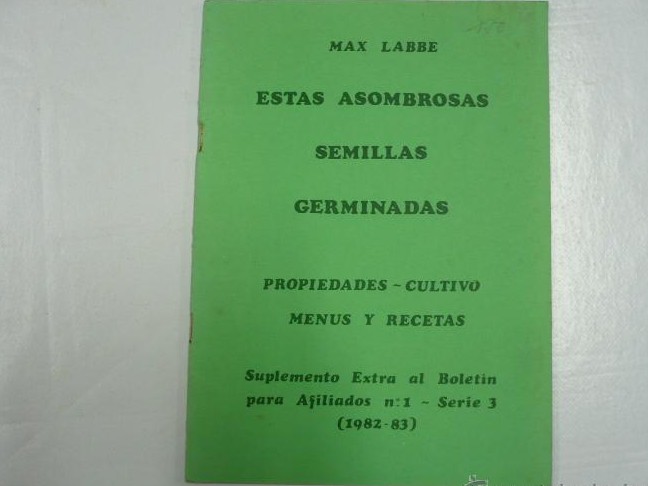 MAX LABBE
ESTAS ASOMBROSAS
SEMILLAS
GERMINADAS
PROPIEDADES - CULTIVO
MENUS Y RECETAS
Suplemento Extra al Boletín
para Afiliados n:1 - Serie 3
(1982-83)